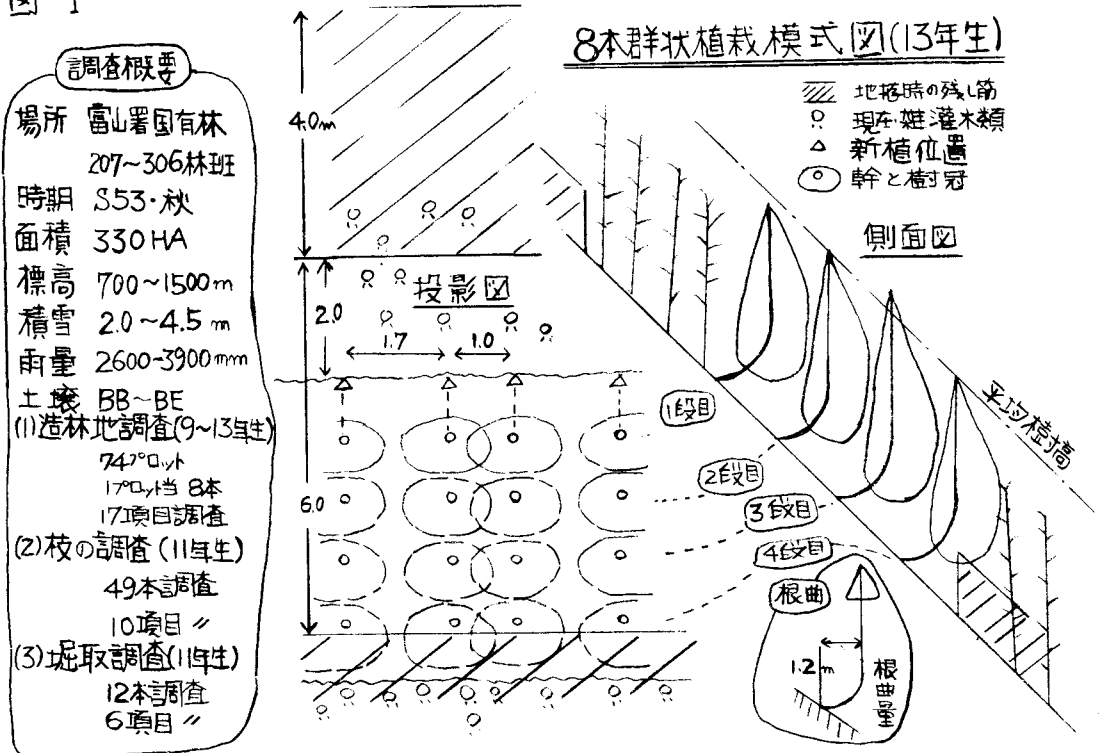 図 1
調査概要
場所 富山署国有林
207～306林班
時期 S53・秋
面積 330HA
標高 700～1500m
積雪 2.0～4.5m
雨量 2600-3900mm
土壌 BB～BE
(1)造林地調査(9～13年生)
74プロット
1プロット当 8本
17項目調査
(2)枝の調査(11年生)
49本調査
10項目 〃
(3)堀取調査(11年生)
12本調査
6項目 〃
8本群状植栽模式図(13年生)
地拵時の残し筋
現在雑灌木類
新植位置
幹と樹冠
側面図
4.0m
投影図
2.0
1.7
1.0
6.0
1段目
2段目
3段目
4段目
平均樹高
根曲
1.2m
根曲量